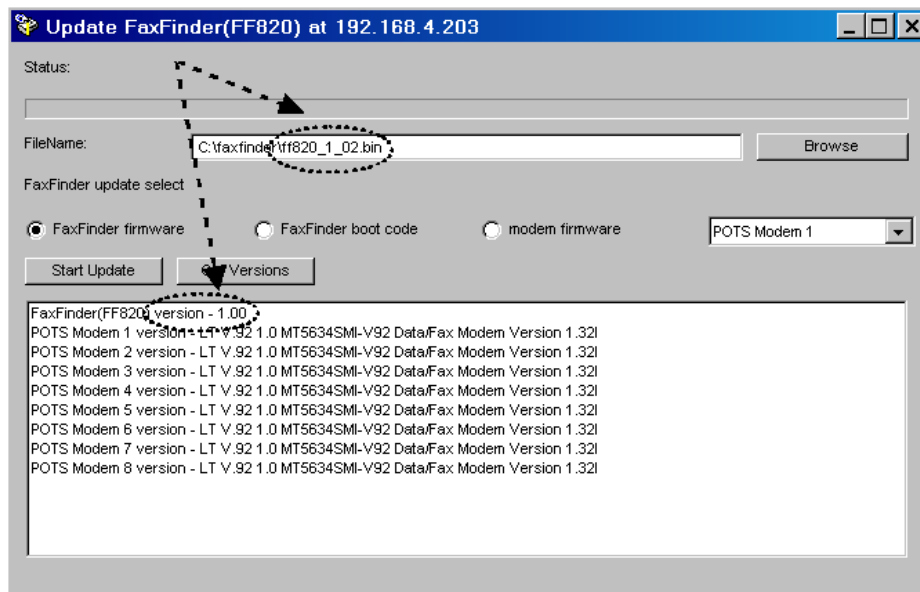 Update FaxFinder(FF820) at 192.168.4.203
Status:
FileName:
C:\faxfinder\ff820_1_02.bin
Browse
FaxFinder update select
FaxFinder firmware
FaxFinder boot code
modem firmware
POTS Modem 1
Start Update
Versions
FaxFinder(FF820) version - 1.00
POTS Modem 1 version - LT V.92 1.0 MT5634SMI-V92 Data/Fax Modem Version 1.32I
POTS Modem 2 version - LT V.92 1.0 MT5634SMI-V92 Data/Fax Modem Version 1.32I
POTS Modem 3 version - LT V.92 1.0 MT5634SMI-V92 Data/Fax Modem Version 1.32I
POTS Modem 4 version - LT V.92 1.0 MT5634SMI-V92 Data/Fax Modem Version 1.32I
POTS Modem 5 version - LT V.92 1.0 MT5634SMI-V92 Data/Fax Modem Version 1.32I
POTS Modem 6 version - LT V.92 1.0 MT5634SMI-V92 Data/Fax Modem Version 1.32I
POTS Modem 7 version - LT V.92 1.0 MT5634SMI-V92 Data/Fax Modem Version 1.32I
POTS Modem 8 version - LT V.92 1.0 MT5634SMI-V92 Data/Fax Modem Version 1.32I